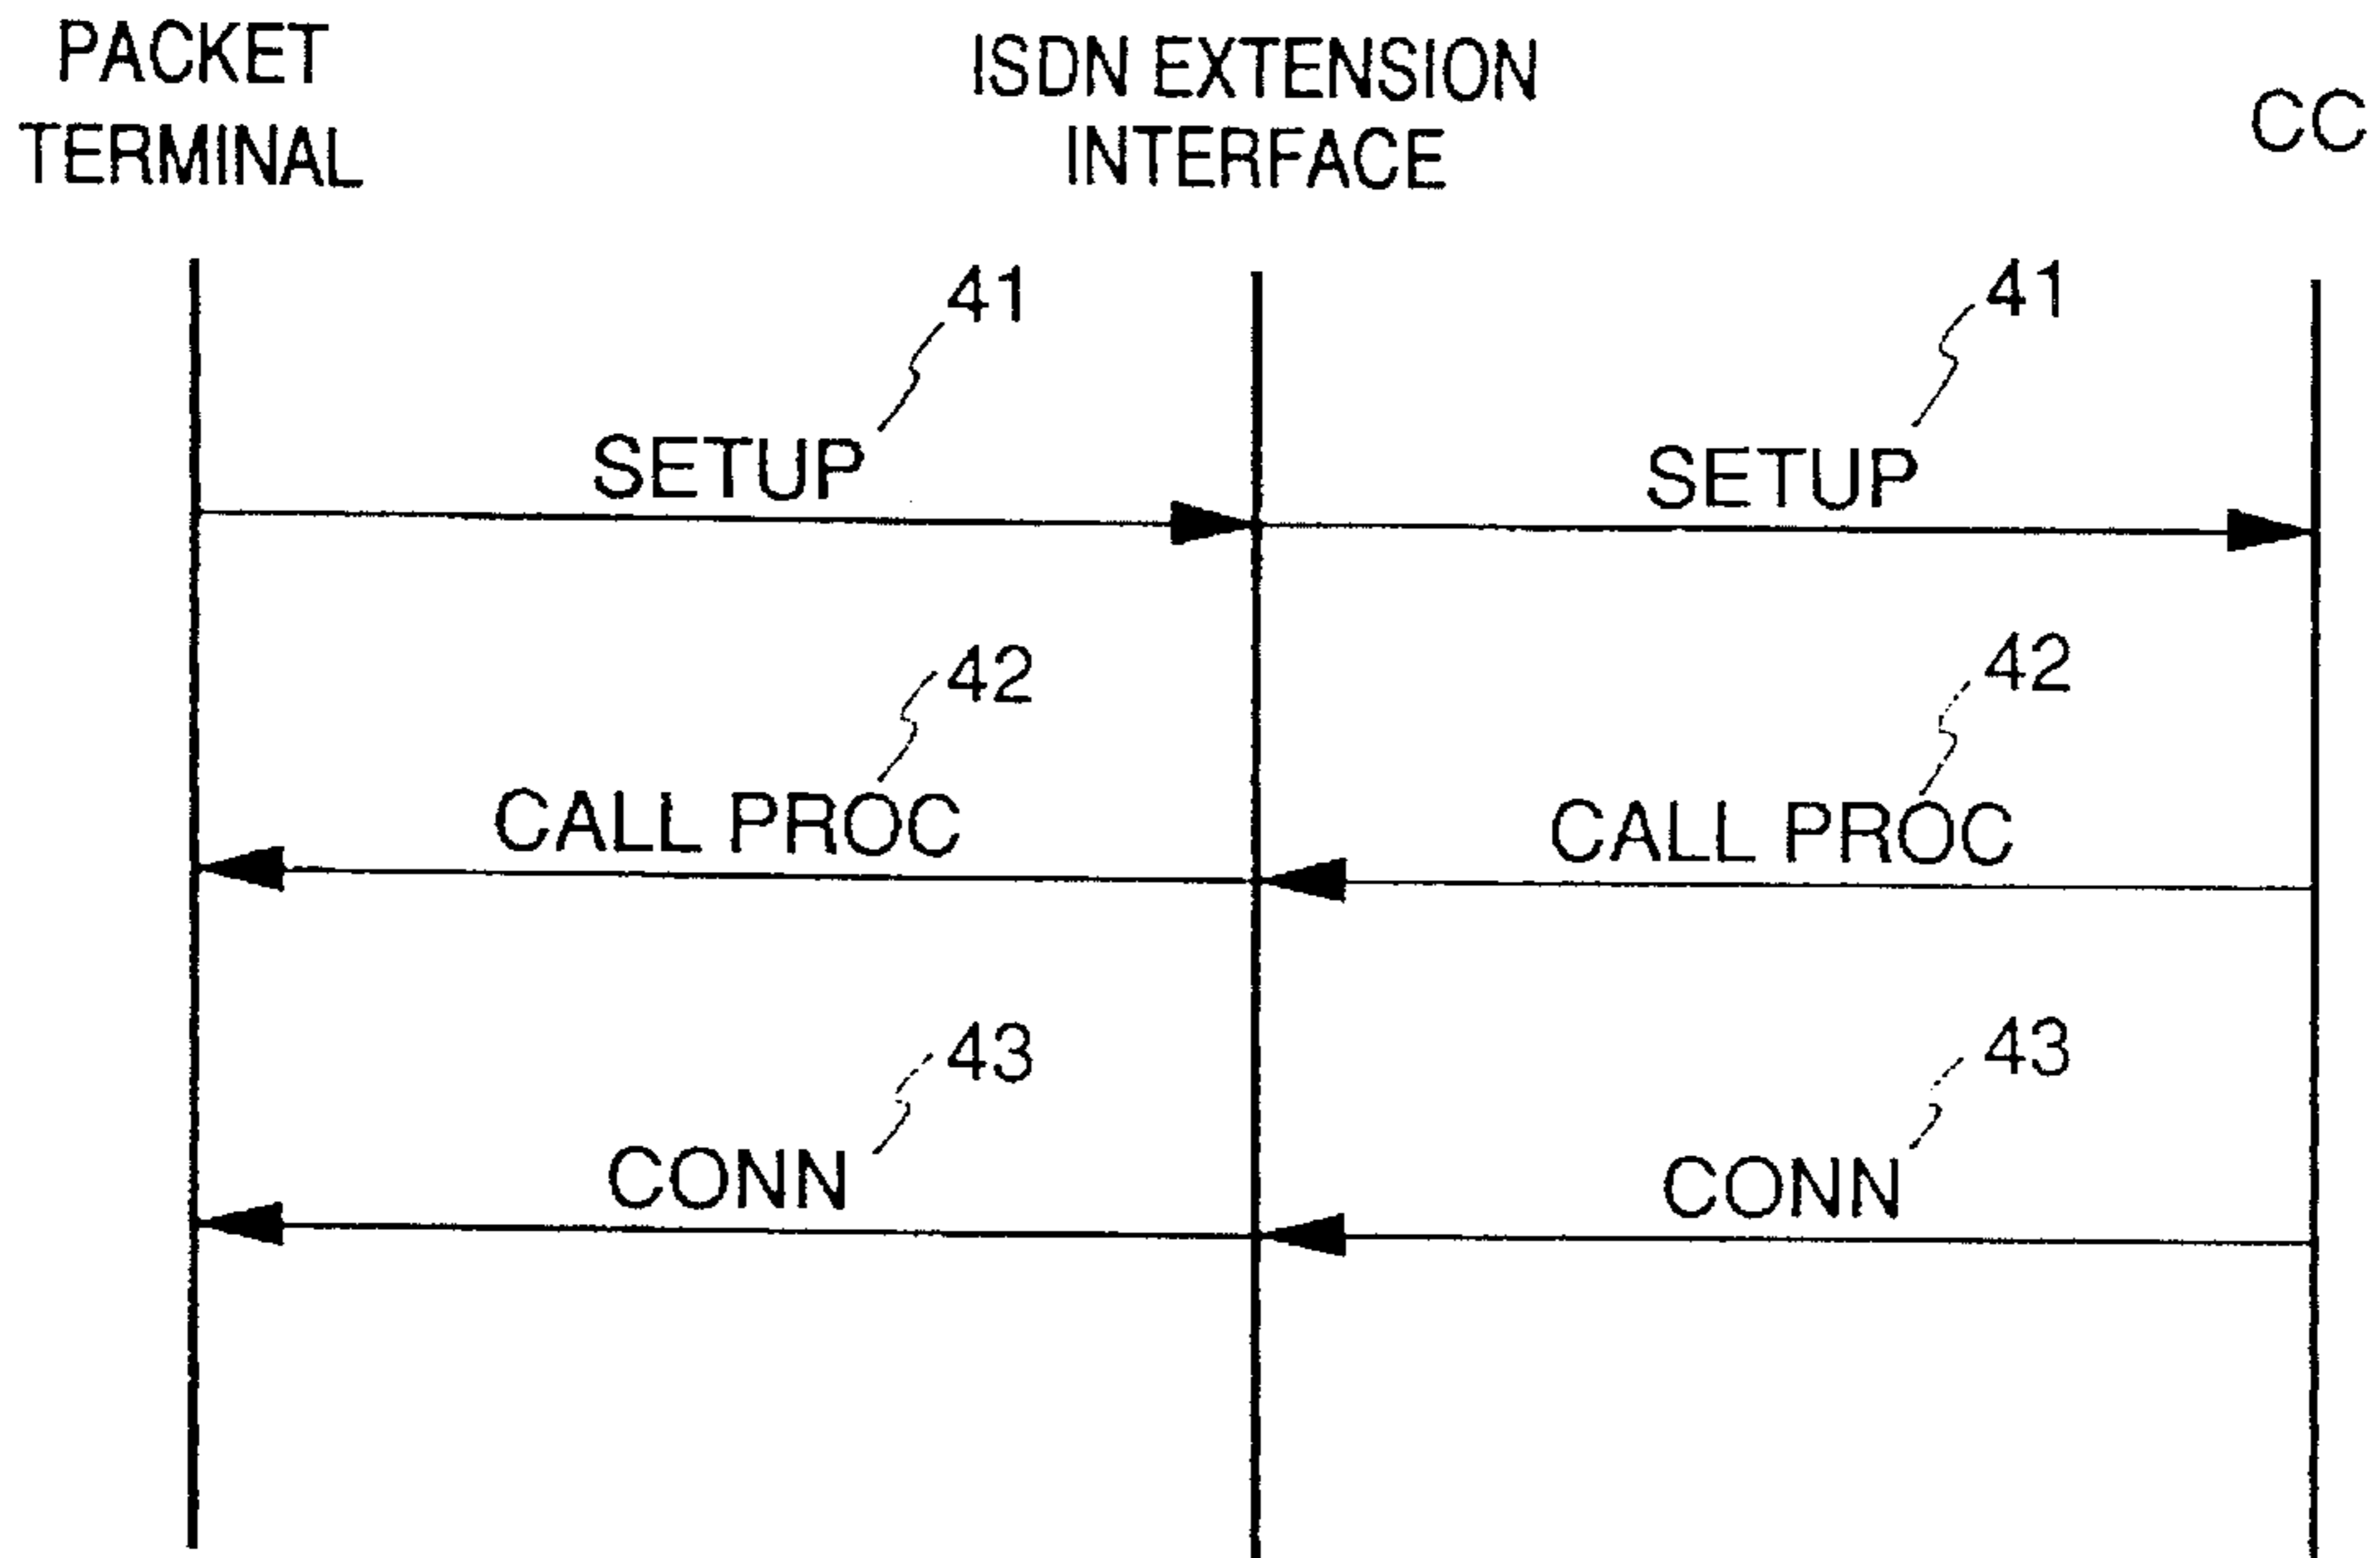 PACKET
TERMINAL
ISDN EXTENSION
INTERFACE
CC
41
41
SETUP
SETUP
42
42
CALL PROC
CALL PROC
43
43
CONN
CONN